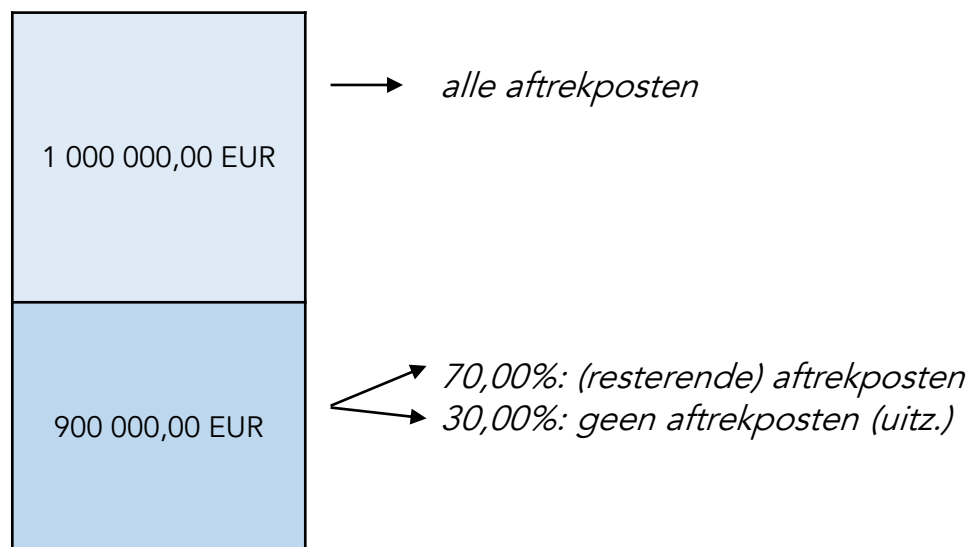 alle aftrekposten
1 000 000,00 EUR
70,00%: (resterende) aftrekposten
30,00%: geen aftrekposten (uitz.)
900 000,00 EUR